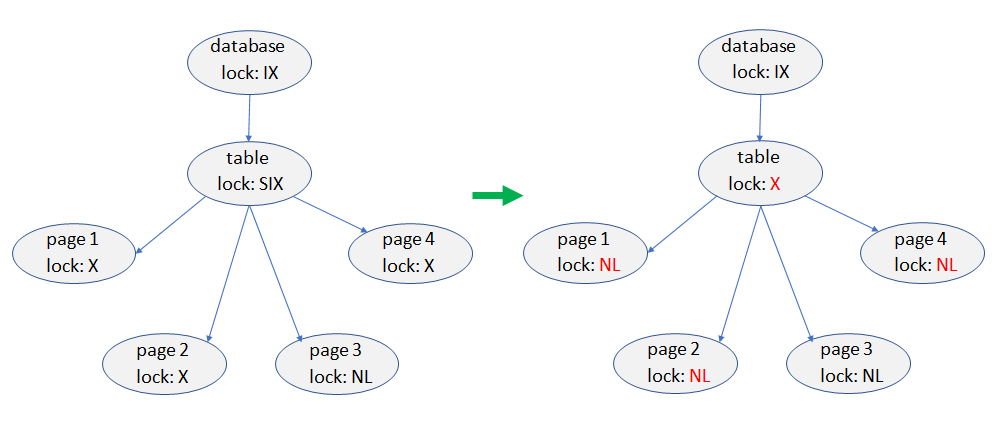 database
lock: IX
table
lock: SIX
page 1
lock: X
page 4
lock: X
page 2
lock: X
page 3
lock: NL
database
lock: IX
table
lock: X
page 1
lock: NL
page 4
lock: NL
page 2
lock: NL
page 3
lock: NL